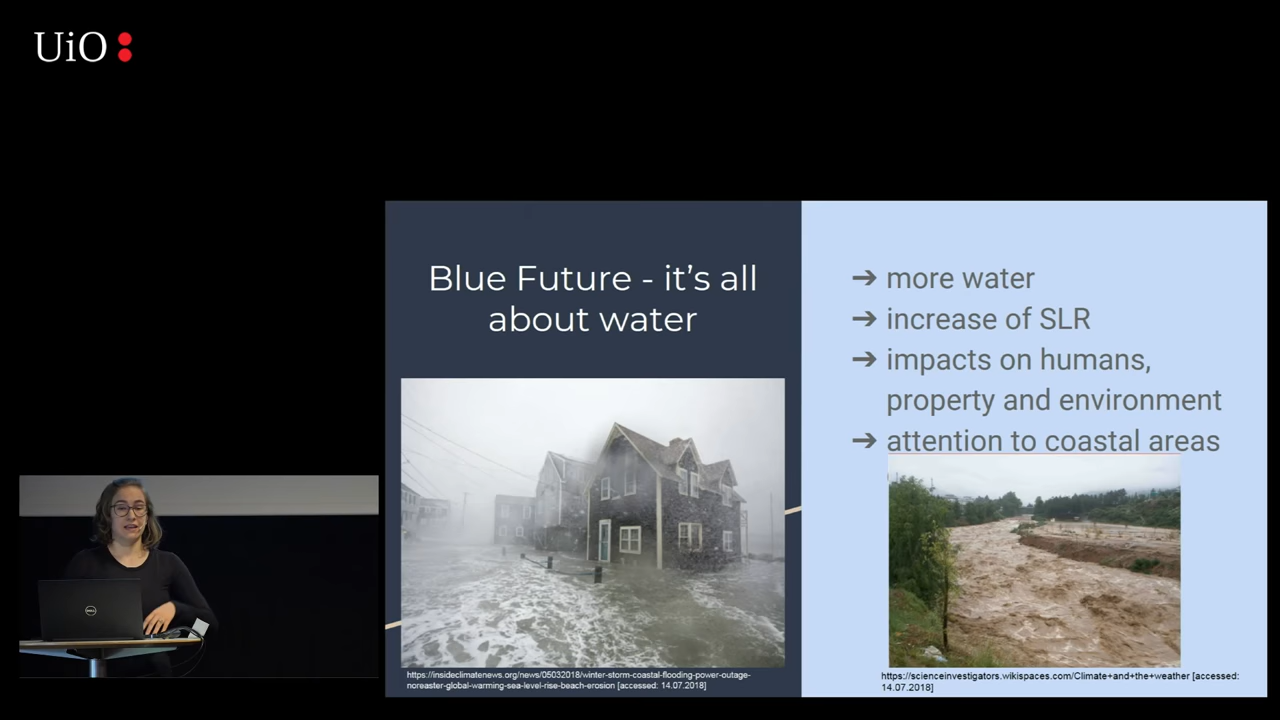 UiO
Blue Future - it's all
about water
➔ more water
➔ increase of SLR
➔ impacts on humans,
property and environment
➔ attention to coastal areas
https://insideclimatenews.org/news/05032018/winter-storm-coastal-flooding-power-outage-
noreaster-global-warming-sea-level-rise-beach-erosion [accessed: 14.07.2018]
https://scienceinvestigators.wikispaces.com/Climate+and+the+weather [accessed:
14.07.2018]
DELL